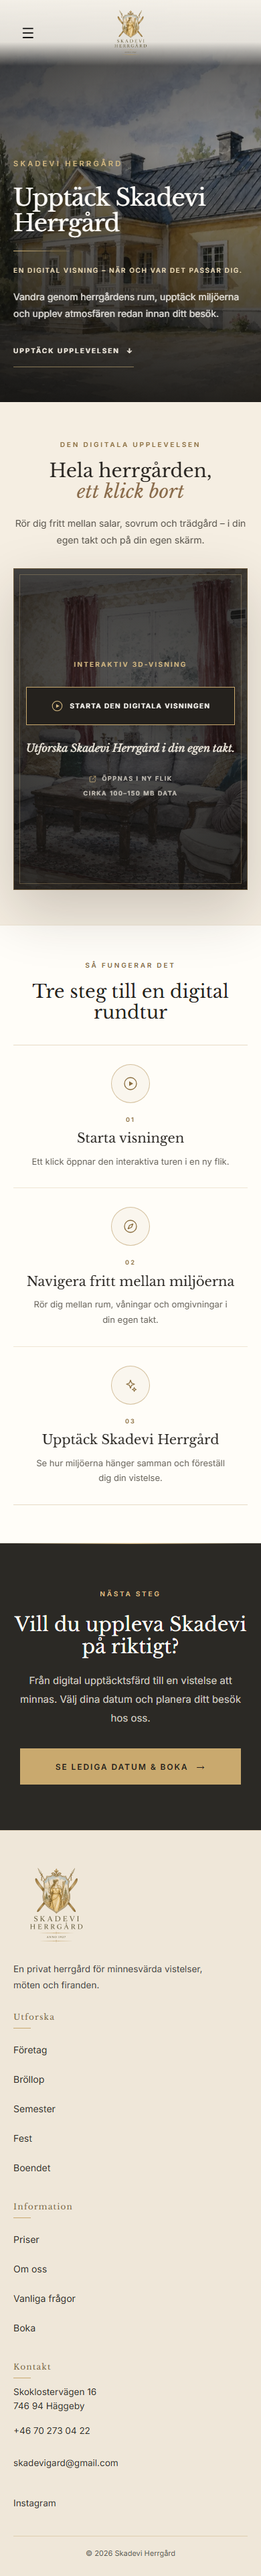 SKADEVI
HERRGÅRD
SKADEVI HERRGÅRD
Upptäck Skadevi
Herrgård
EN DIGITAL VISNING – NÄR OCH VAR DET PASSAR DIG.
Vandra genom herrgårdens rum, upptäck miljöerna
och upplev atmosfären redan innan ditt besök.
UPPTÄCK UPPLEVELSEN ↓
DEN DIGITALA UPPLEVELSEN
Hela herrgården,
ett klick bort
Rör dig fritt mellan salar, sovrum och trädgård – i din
egen takt och på din egen skärm.
INTERAKTIV 3D-VISNING
STARTA DEN DIGITALA VISNINGEN
Utforska Skadevi Herrgård i din egen takt.
ÖPPNAS I NY FLIK
CIRKA 100–150 MB DATA
SÅ FUNGERAR DET
Tre steg till en digital
rundtur
01
Starta visningen
Ett klick öppnar den interaktiva turen i en ny flik.
02
Navigera fritt mellan miljöerna
Rör dig mellan rum, våningar och omgivningar i
din egen takt.
03
Upptäck Skadevi Herrgård
Se hur miljöerna hänger samman och föreställ
dig din vistelse.
NÄSTA STEG
Vill du uppleva Skadevi
på riktigt?
Från digital upptäcktsfärd till en vistelse att
minnas. Välj dina datum och planera ditt besök
hos oss.
SE LEDIGA DATUM & BOKA →
SKADEVI
HERRGÅRD
En privat herrgård för minnesvärda vistelser,
möten och firanden.
Utforska
Företag
Bröllop
Semester
Fest
Boendet
Information
Priser
Om oss
Vanliga frågor
Boka
Kontakt
Skoklostervägen 16
746 94 Häggeby
+46 70 273 04 22
skadevigard@gmail.com
Instagram
© 2026 Skadevi Herrgård